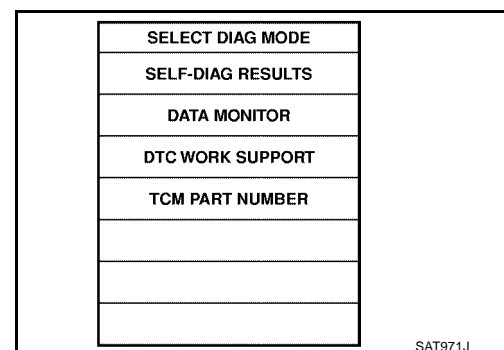 SELECT DIAG MODE
SELF-DIAG RESULTS
DATA MONITOR
DTC WORK SUPPORT
TCM PART NUMBER
SAT971J